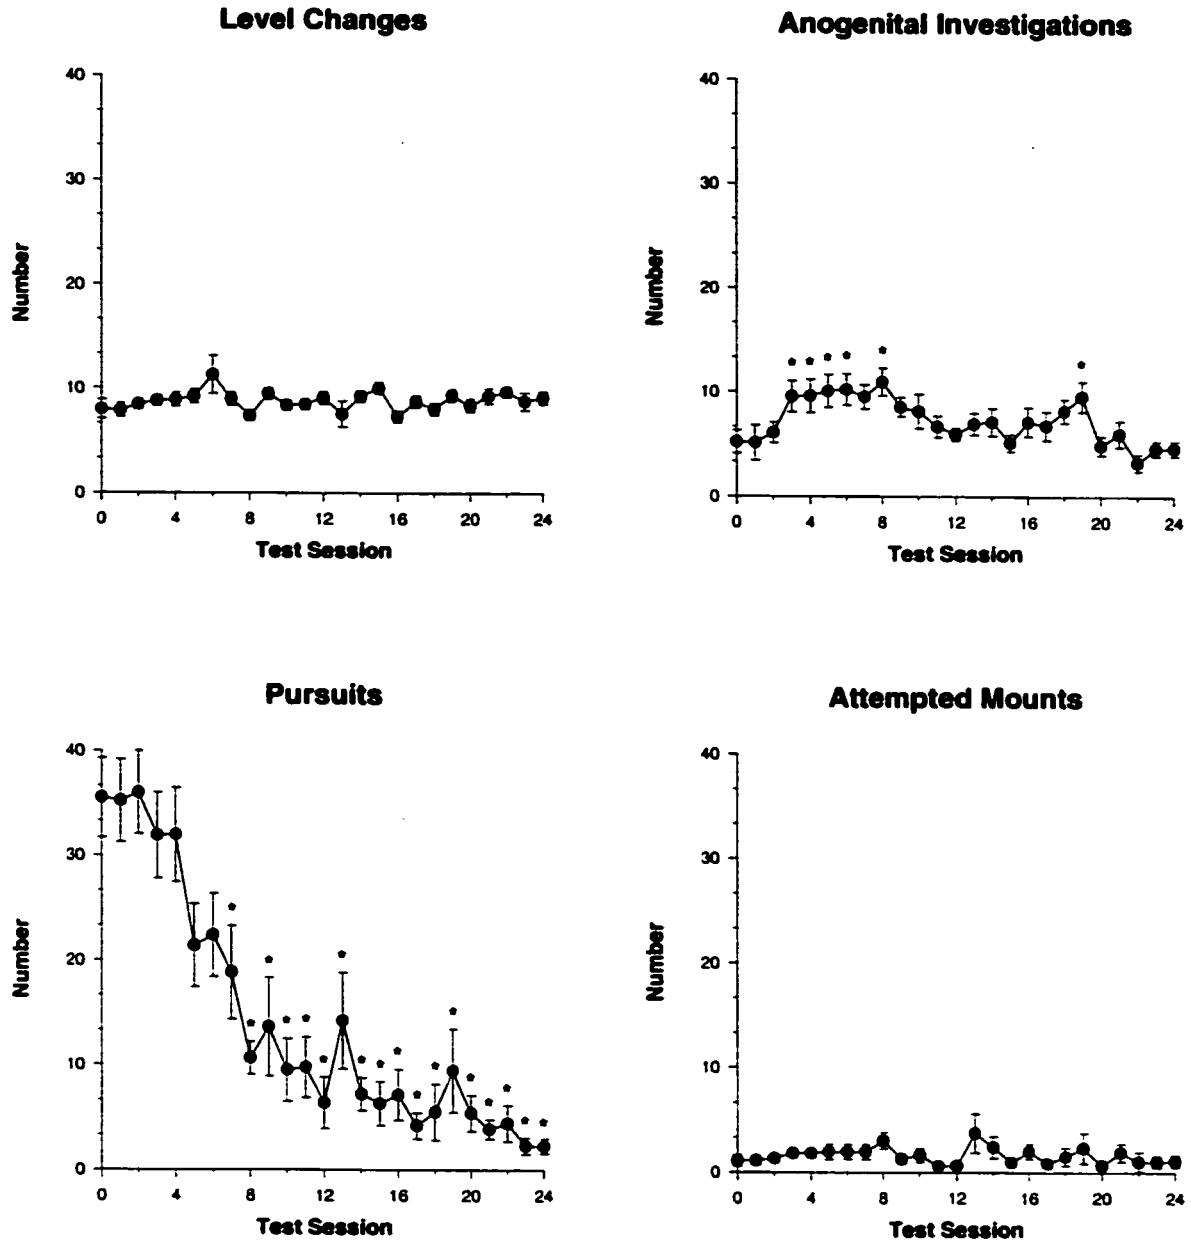 Level Changes
40
30
20
10
0
Number
0 4 8 12 16 20 24
Test Session
Anogenital Investigations
40
30
20
10
0
Number
* * * * * *
0 4 8 12 16 20 24
Test Session
Pursuits
40
30
20
10
0
Number
* * * * * * * * * * * * * * * * * *
0 4 8 12 16 20 24
Test Session
Attempted Mounts
40
30
20
10
0
Number
0 4 8 12 16 20 24
Test Session